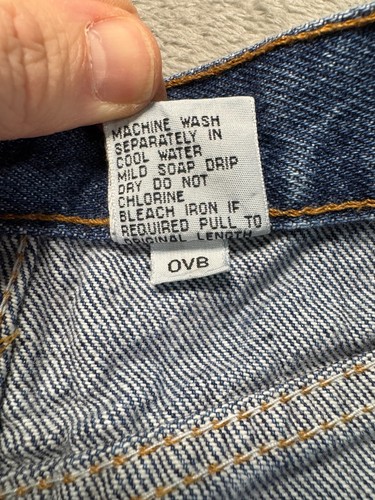 MACHINE WASH
SEPARATELY IN
COOL WATER
MILD SOAP DRIP
DRY DO NOT
CHLORINE
BLEACH IRON IF
REQUIRED PULL TO
ORIGINAL LENGTH
OVB